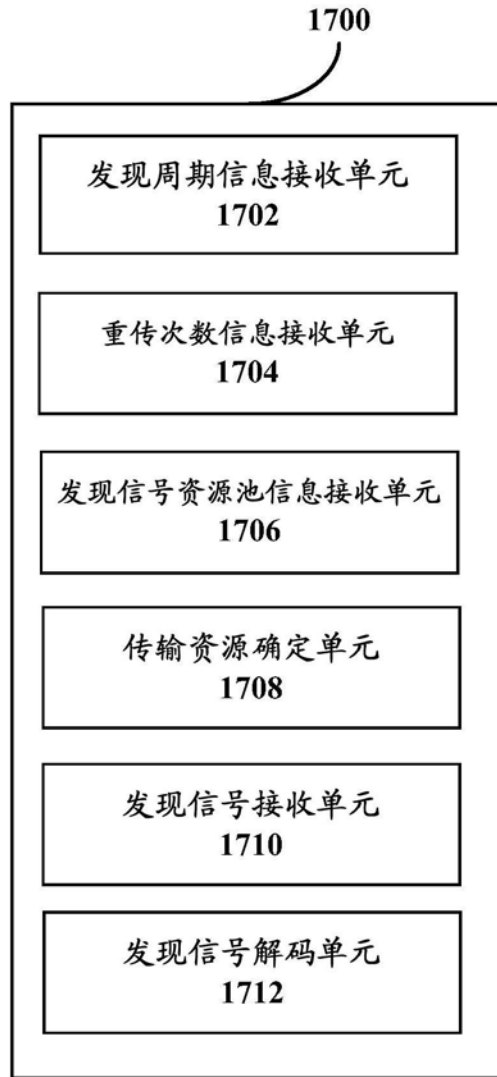 1700
发现周期信息接收单元
1702
重传次数信息接收单元
1704
发现信号资源池信息接收单元
1706
传输资源确定单元
1708
发现信号接收单元
1710
发现信号解码单元
1712